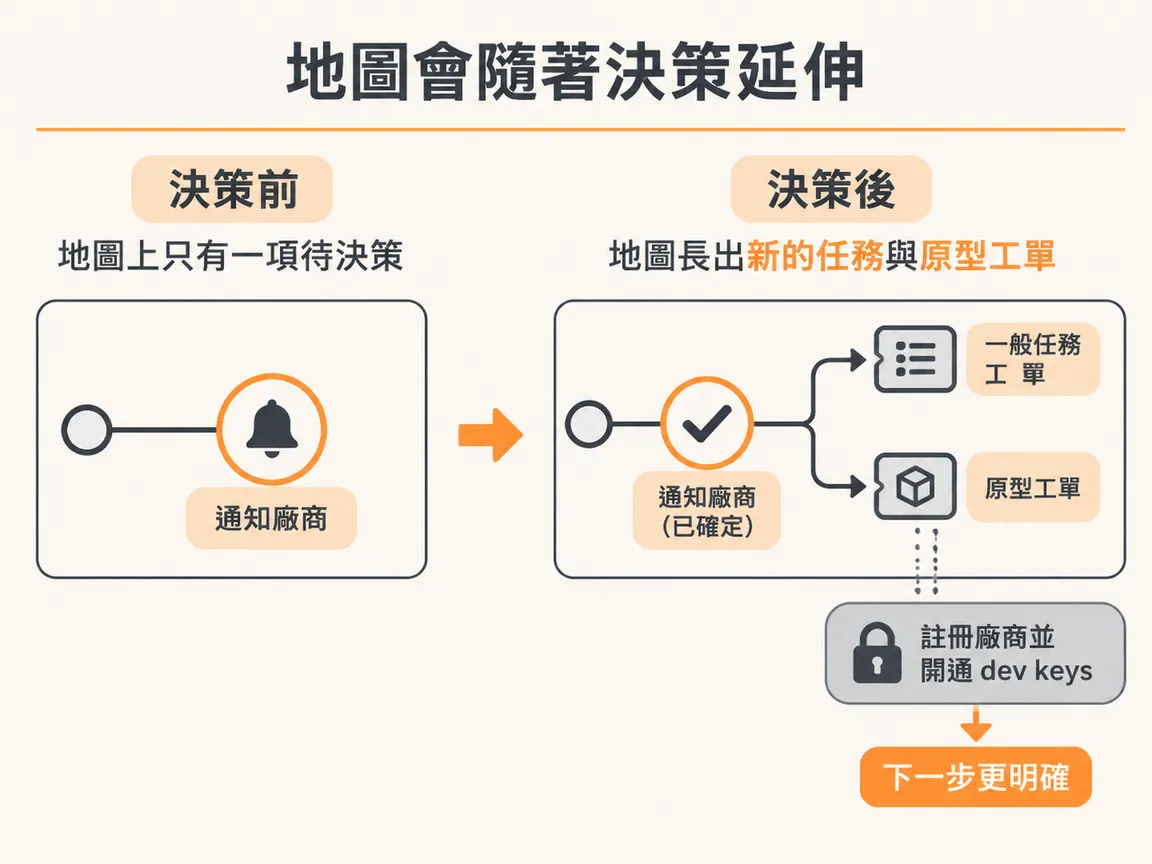 地圖會隨著決策延伸
決策前
地圖上只有一項待決策
通知廠商
決策後
地圖長出新的任務與原型工單
通知廠商
（已確定）
一般任務
工 單
原型工單
註冊廠商並
開通 dev keys
下一步更明確